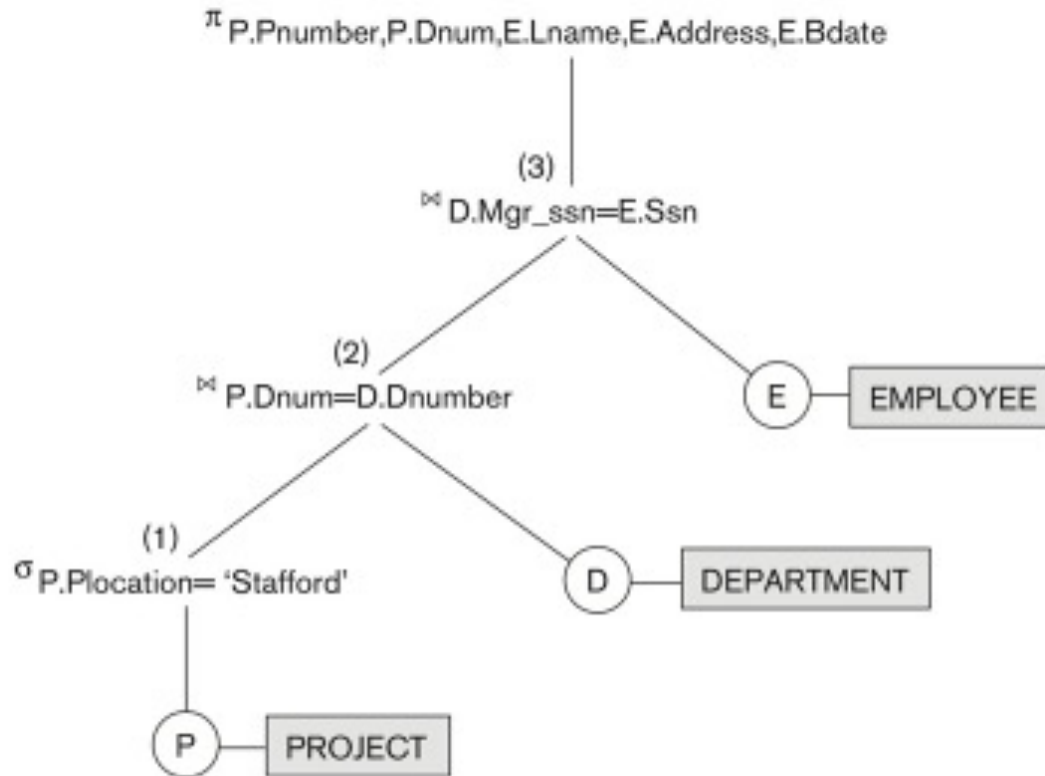 π P.Pnumber,P.Dnum,E.Lname,E.Address,E.Bdate
(3)
⋈ D.Mgr_ssn=E.Ssn
(2)
⋈ P.Dnum=D.Dnumber
E
EMPLOYEE
(1)
σ P.Plocation= ‘Stafford’
D
DEPARTMENT
P
PROJECT